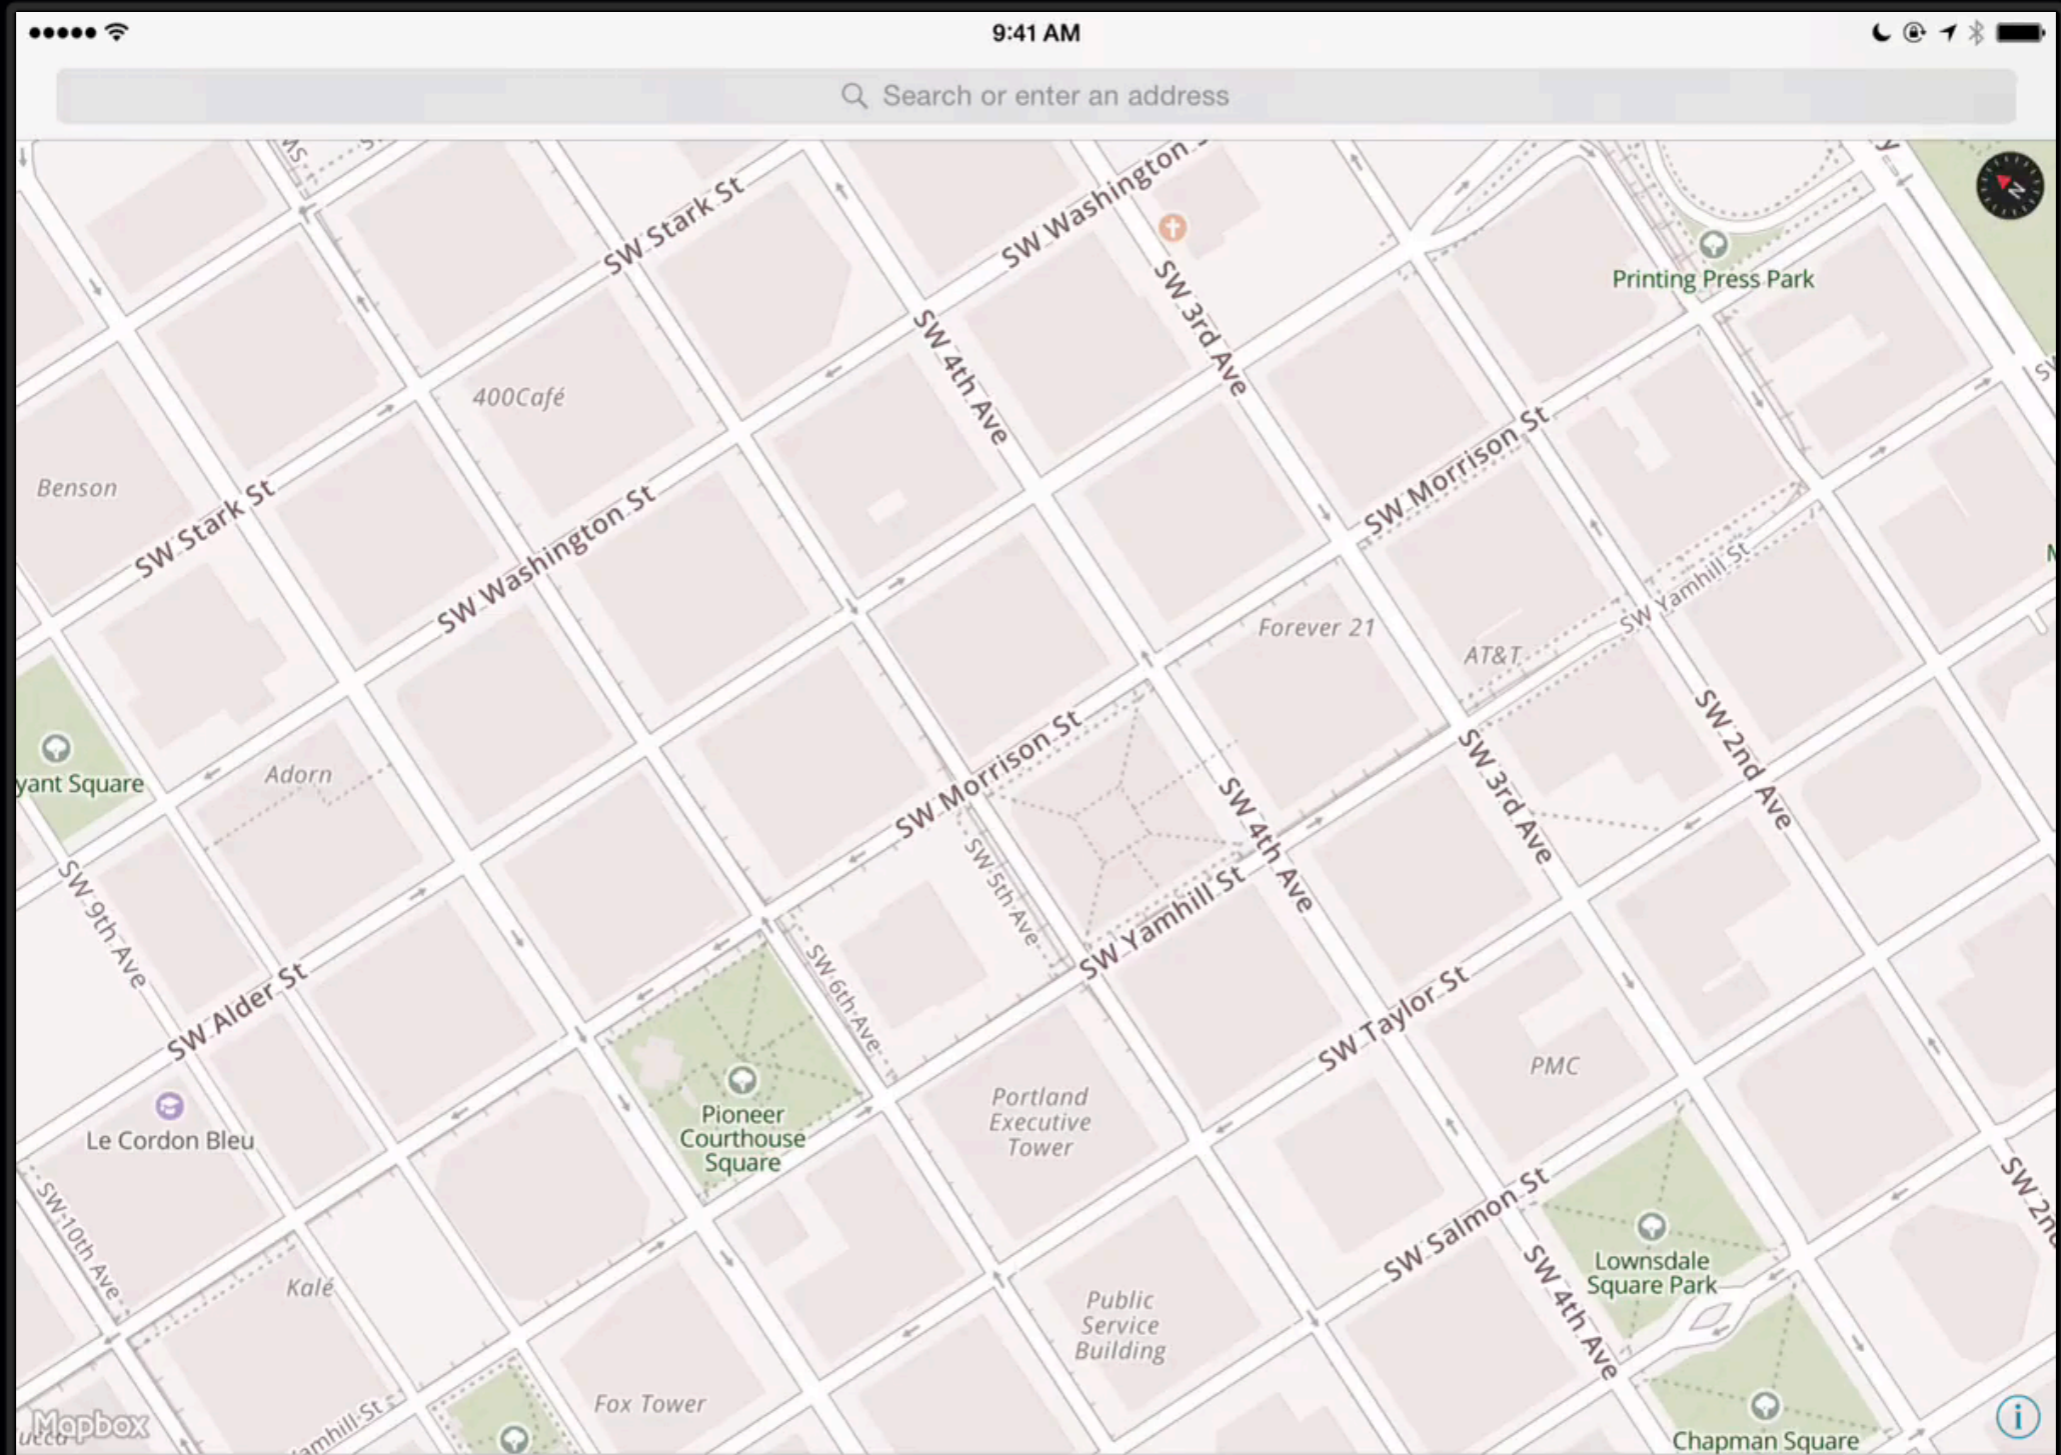 9:41 AM
Search or enter an address
SW Stark St
SW Washington
SW 3rd Ave
Printing Press Park
SW 4th Ave
400Café
SW Morrison St
Benson
SW Stark St
SW Washington St
SW Yamhill St
Forever 21
AT&T
SW 2nd Ave
SW Morrison St
SW 3rd Ave
yant Square
Adorn
SW 4th Ave
SW 5th Ave
SW Yamhill St
SW 9th Ave
SW 6th Ave
SW Alder St
SW Taylor St
PMC
Le Cordon Bleu
Pioneer
Courthouse
Square
Portland
Executive
Tower
SW 10th Ave
SW Salmon St
SW 2nd
Lownsdale
Square Park
Kalé
SW 4th Ave
Public
Service
Building
Fox Tower
amhill St
Mapbox
Chapman Square
N